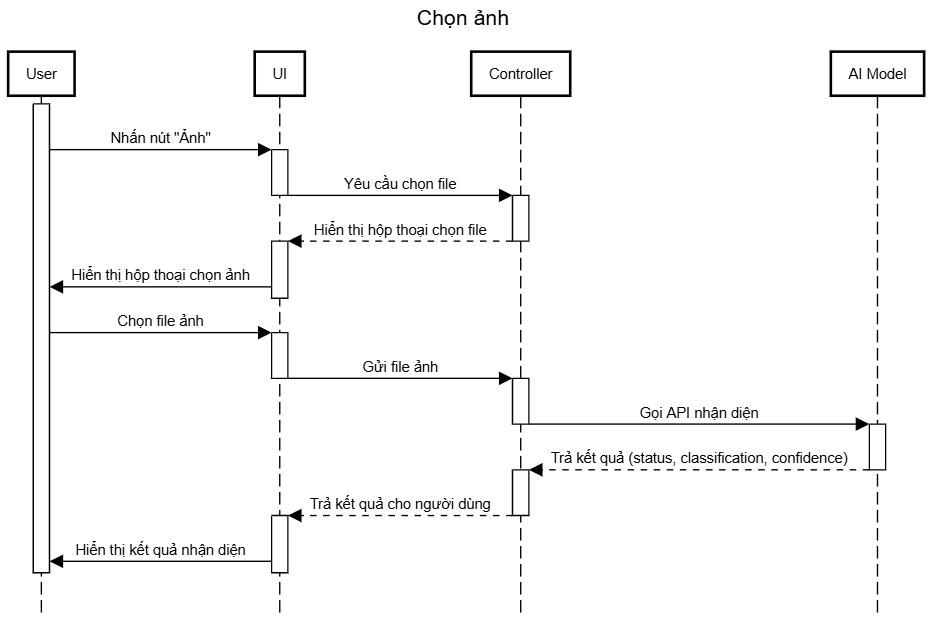 Chọn ảnh
User
UI
Controller
AI Model
Nhấn nút "Ảnh"
Yêu cầu chọn file
Hiển thị hộp thoại chọn file
Hiển thị hộp thoại chọn ảnh
Chọn file ảnh
Gửi file ảnh
Gọi API nhận diện
Trả kết quả (status, classification, confidence)
Trả kết quả cho người dùng
Hiển thị kết quả nhận diện